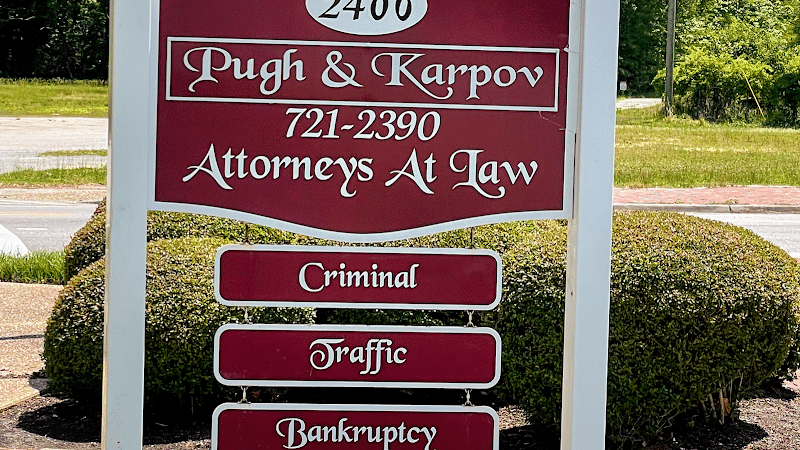 2400
Pugh & Karpov
721-2390
Attorneys At Law
Criminal
Traffic
Bankruptcy